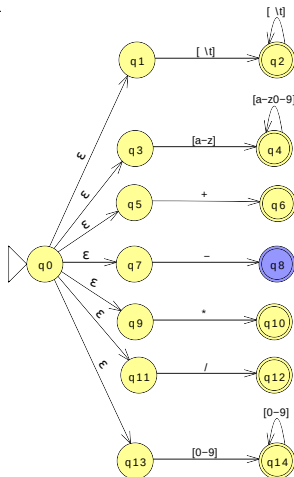 [ \t]
q1 [ \t] q2
[a-z0-9]
ε
q3 [a-z] q4
ε
q5 + q6
ε
q0 ε q7 - q8
ε
q9 * q10
ε
q11 / q12
ε
[0-9]
q13 [0-9] q14